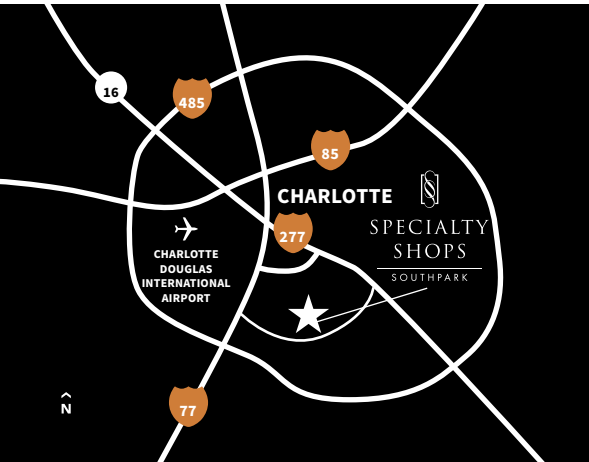 16
485
85
CHARLOTTE
277
SPECIALTY
SHOPS
SOUTHPARK
CHARLOTTE
DOUGLAS
INTERNATIONAL
AIRPORT
77
N